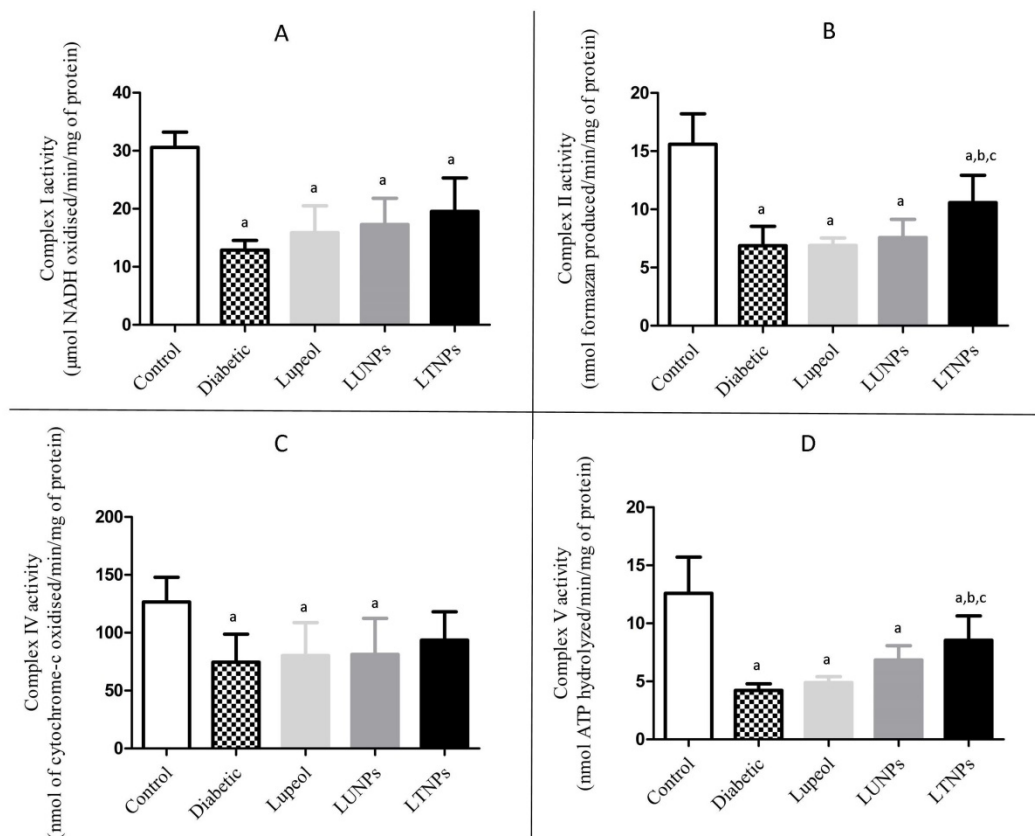 A
Complex I activity
(µmol NADH oxidised/min/mg of protein)
40
30
20
10
0
a
a
a
a
Control
Diabetic
Lupeol
LUNPs
LTNPs
B
Complex II activity
(nmol formazan produced/min/mg of protein)
20
15
10
5
0
a
a
a
a,b,c
Control
Diabetic
Lupeol
LUNPs
LTNPs
C
Complex IV activity
(nmol of cytochrome-c oxidised/min/mg of protein)
200
150
100
50
0
a
a
a
Control
Diabetic
Lupeol
LUNPs
LTNPs
D
Complex V activity
(nmol ATP hydrolyzed/min/mg of protein)
20
15
10
5
0
a
a
a
a,b,c
Control
Diabetic
Lupeol
LUNPs
LTNPs